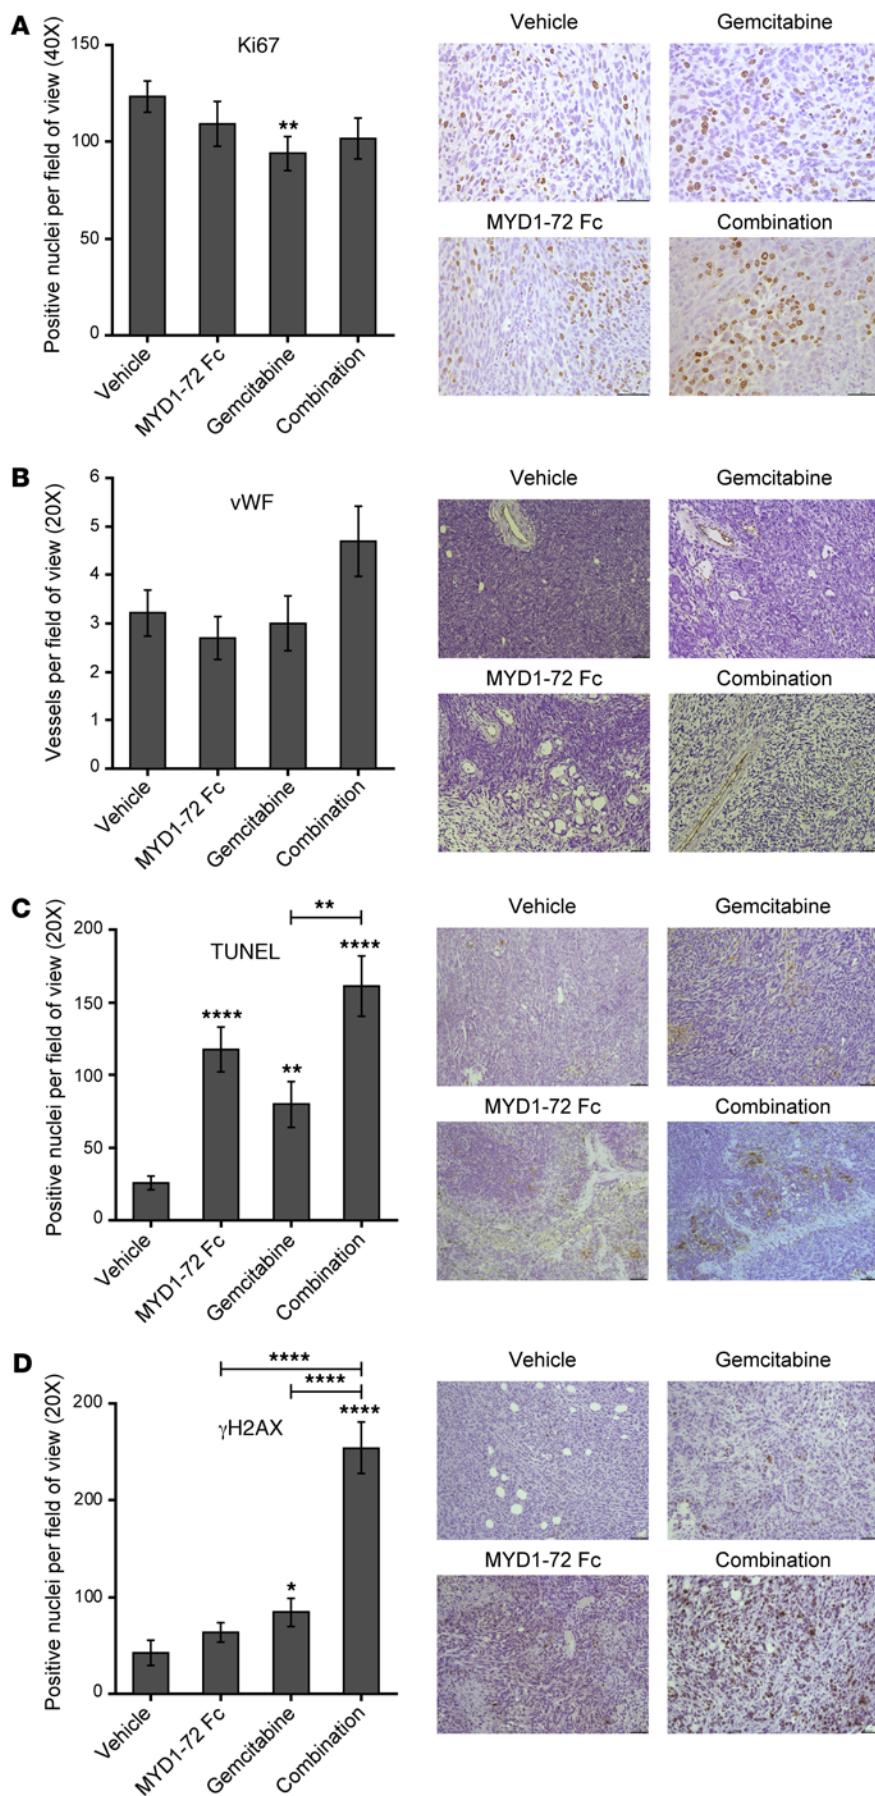 A
Positive nuclei per field of view (40X)
150
100
50
0
Ki67
**
Vehicle
MYD1-72 Fc
Gemcitabine
Combination
Vehicle
Gemcitabine
MYD1-72 Fc
Combination
B
Vessels per field of view (20X)
6
5
4
3
2
1
0
vWF
Vehicle
MYD1-72 Fc
Gemcitabine
Combination
Vehicle
Gemcitabine
MYD1-72 Fc
Combination
C
Positive nuclei per field of view (20X)
200
150
100
50
0
TUNEL
**
****
****
**
Vehicle
MYD1-72 Fc
Gemcitabine
Combination
Vehicle
Gemcitabine
MYD1-72 Fc
Combination
D
Positive nuclei per field of view (20X)
200
200
100
0
γH2AX
****
****
****
*
Vehicle
MYD1-72 Fc
Gemcitabine
Combination
Vehicle
Gemcitabine
MYD1-72 Fc
Combination